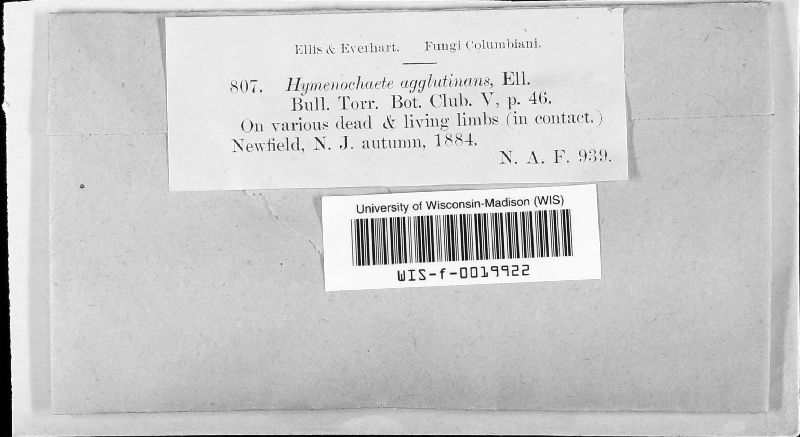 Ellis & Everhart. Fungi Columbiani.
807. Hymenochaete agglutinans, Ell.
Bull. Torr. Bot. Club. V, p. 46.
On various dead & living limbs (in contact.)
Newfield, N. J. autumn, 1884.
N. A. F. 939.
University of Wisconsin-Madison (WIS)
WIS-f-0019922